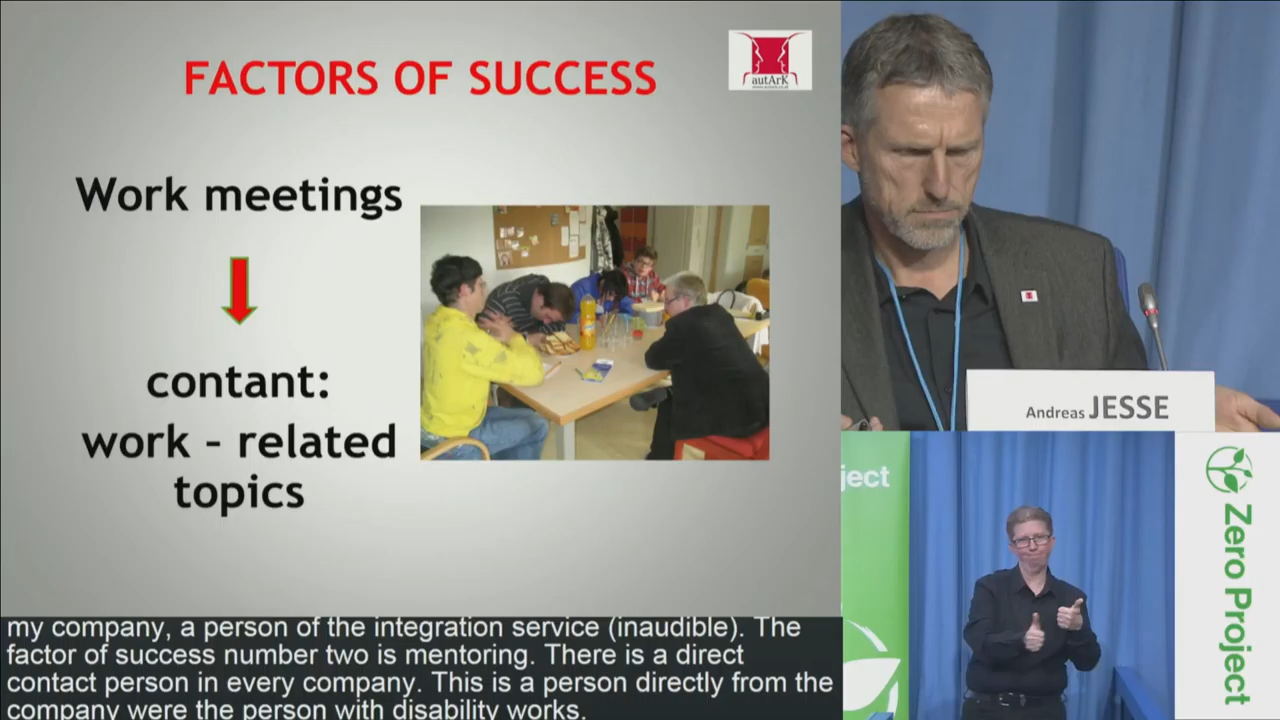 FACTORS OF SUCCESS
autArK
Work meetings
contant:
work – related
topics
Andreas JESSE
ject
Zero Project
my company, a person of the integration service (inaudible). The
factor of success number two is mentoring. There is a direct
contact person in every company. This is a person directly from the
company were the person with disability works.